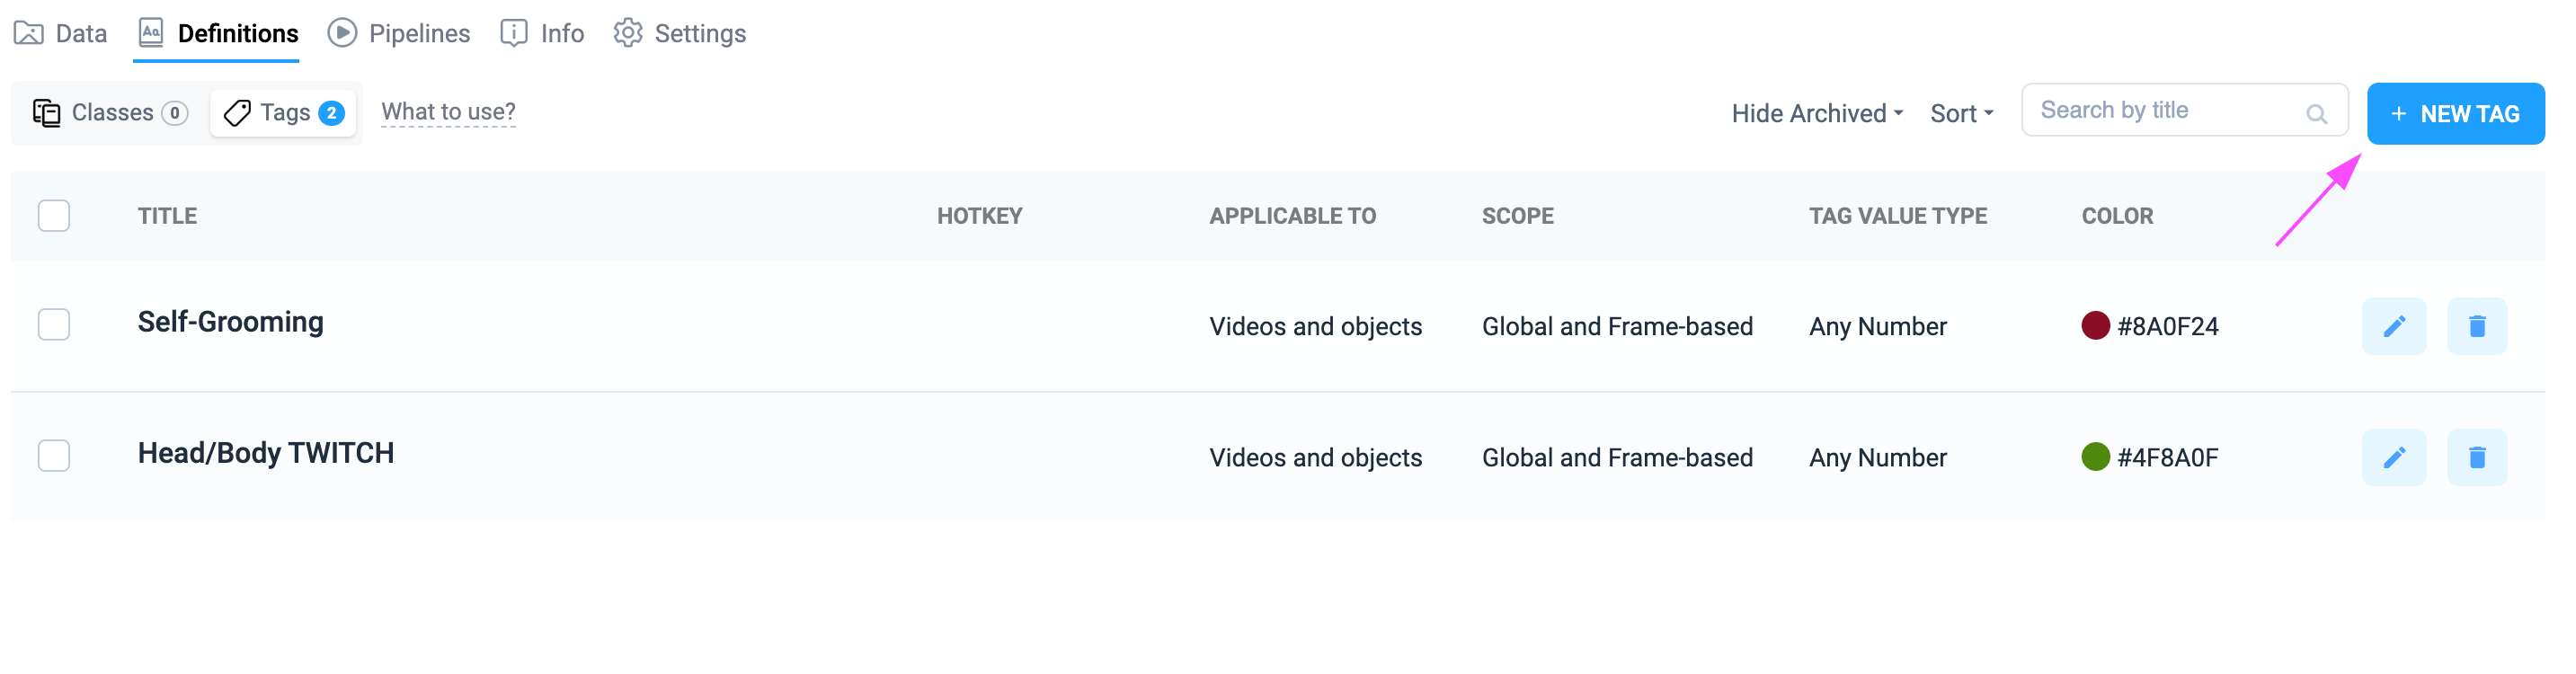 Data Definitions Pipelines Info Settings
Classes 0 Tags 2 What to use? Hide Archived Sort Search by title + NEW TAG
TITLE HOTKEY APPLICABLE TO SCOPE TAG VALUE TYPE COLOR
Self-Grooming Videos and objects Global and Frame-based Any Number #8A0F24
Head/Body TWITCH Videos and objects Global and Frame-based Any Number #4F8A0F